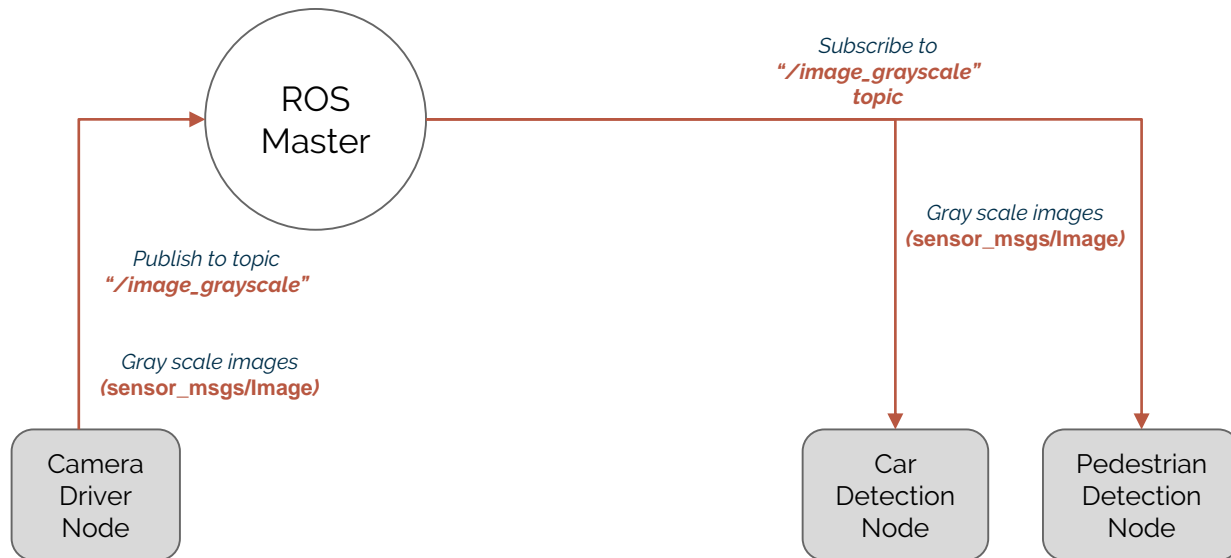 ROS
Master
Subscribe to
“/image_grayscale”
topic
Publish to topic
“/image_grayscale”
Gray scale images
(sensor_msgs/Image)
Gray scale images
(sensor_msgs/Image)
Camera
Driver
Node
Car
Detection
Node
Pedestrian
Detection
Node